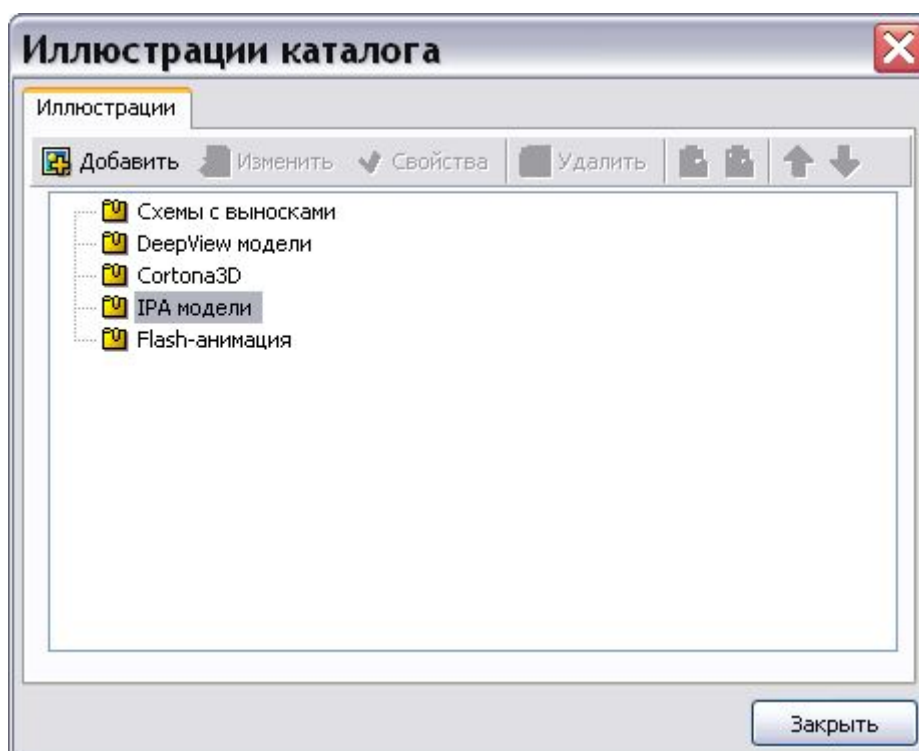 Иллюстрации каталога
Иллюстрации
Добавить Изменить Свойства Удалить
Схемы с выносками
DeepView модели
Cortona3D
IPA модели
Flash-анимация
Закрыть